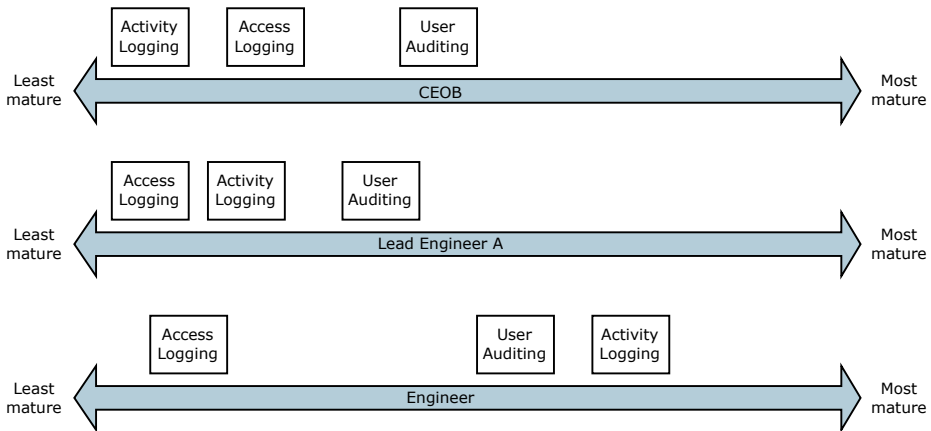 Activity
Logging
Access
Logging
User
Auditing
Least
mature
CEOB
Most
mature
Access
Logging
Activity
Logging
User
Auditing
Least
mature
Lead Engineer A
Most
mature
Access
Logging
User
Auditing
Activity
Logging
Least
mature
Engineer
Most
mature